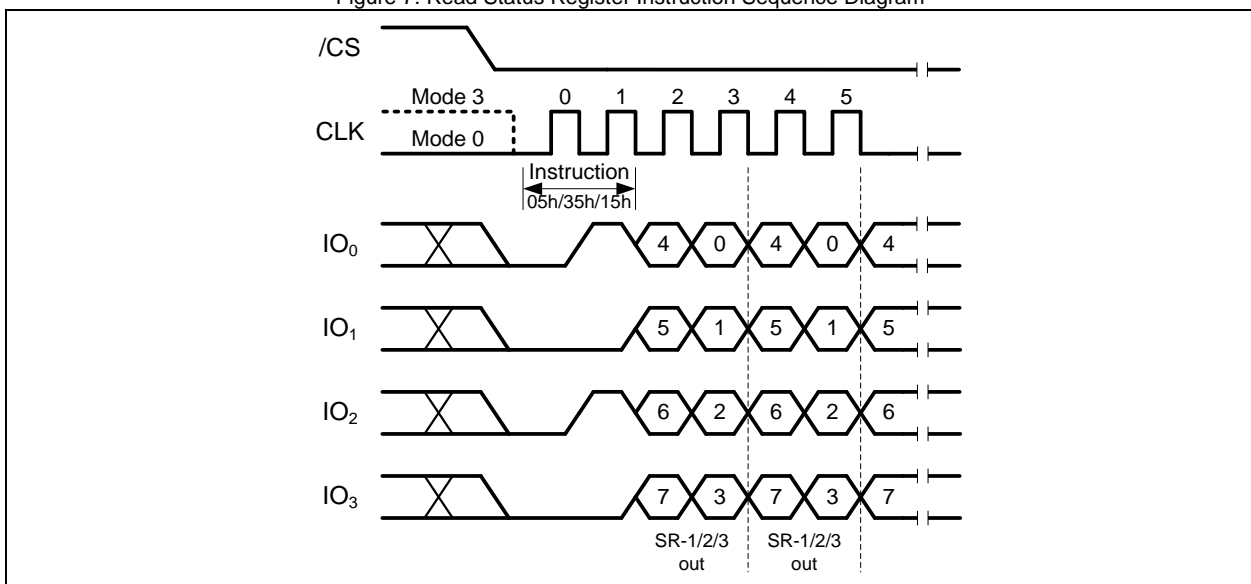 Figure 7. Read Status Register Instruction Sequence Diagram
/CS
Mode 3 0 1 2 3 4 5
CLK Mode 0
Instruction
05h/35h/15h
IO0 4 0 4 0 4
IO1 5 1 5 1 5
IO2 6 2 6 2 6
IO3 7 3 7 3 7
SR-1/2/3 SR-1/2/3
out out